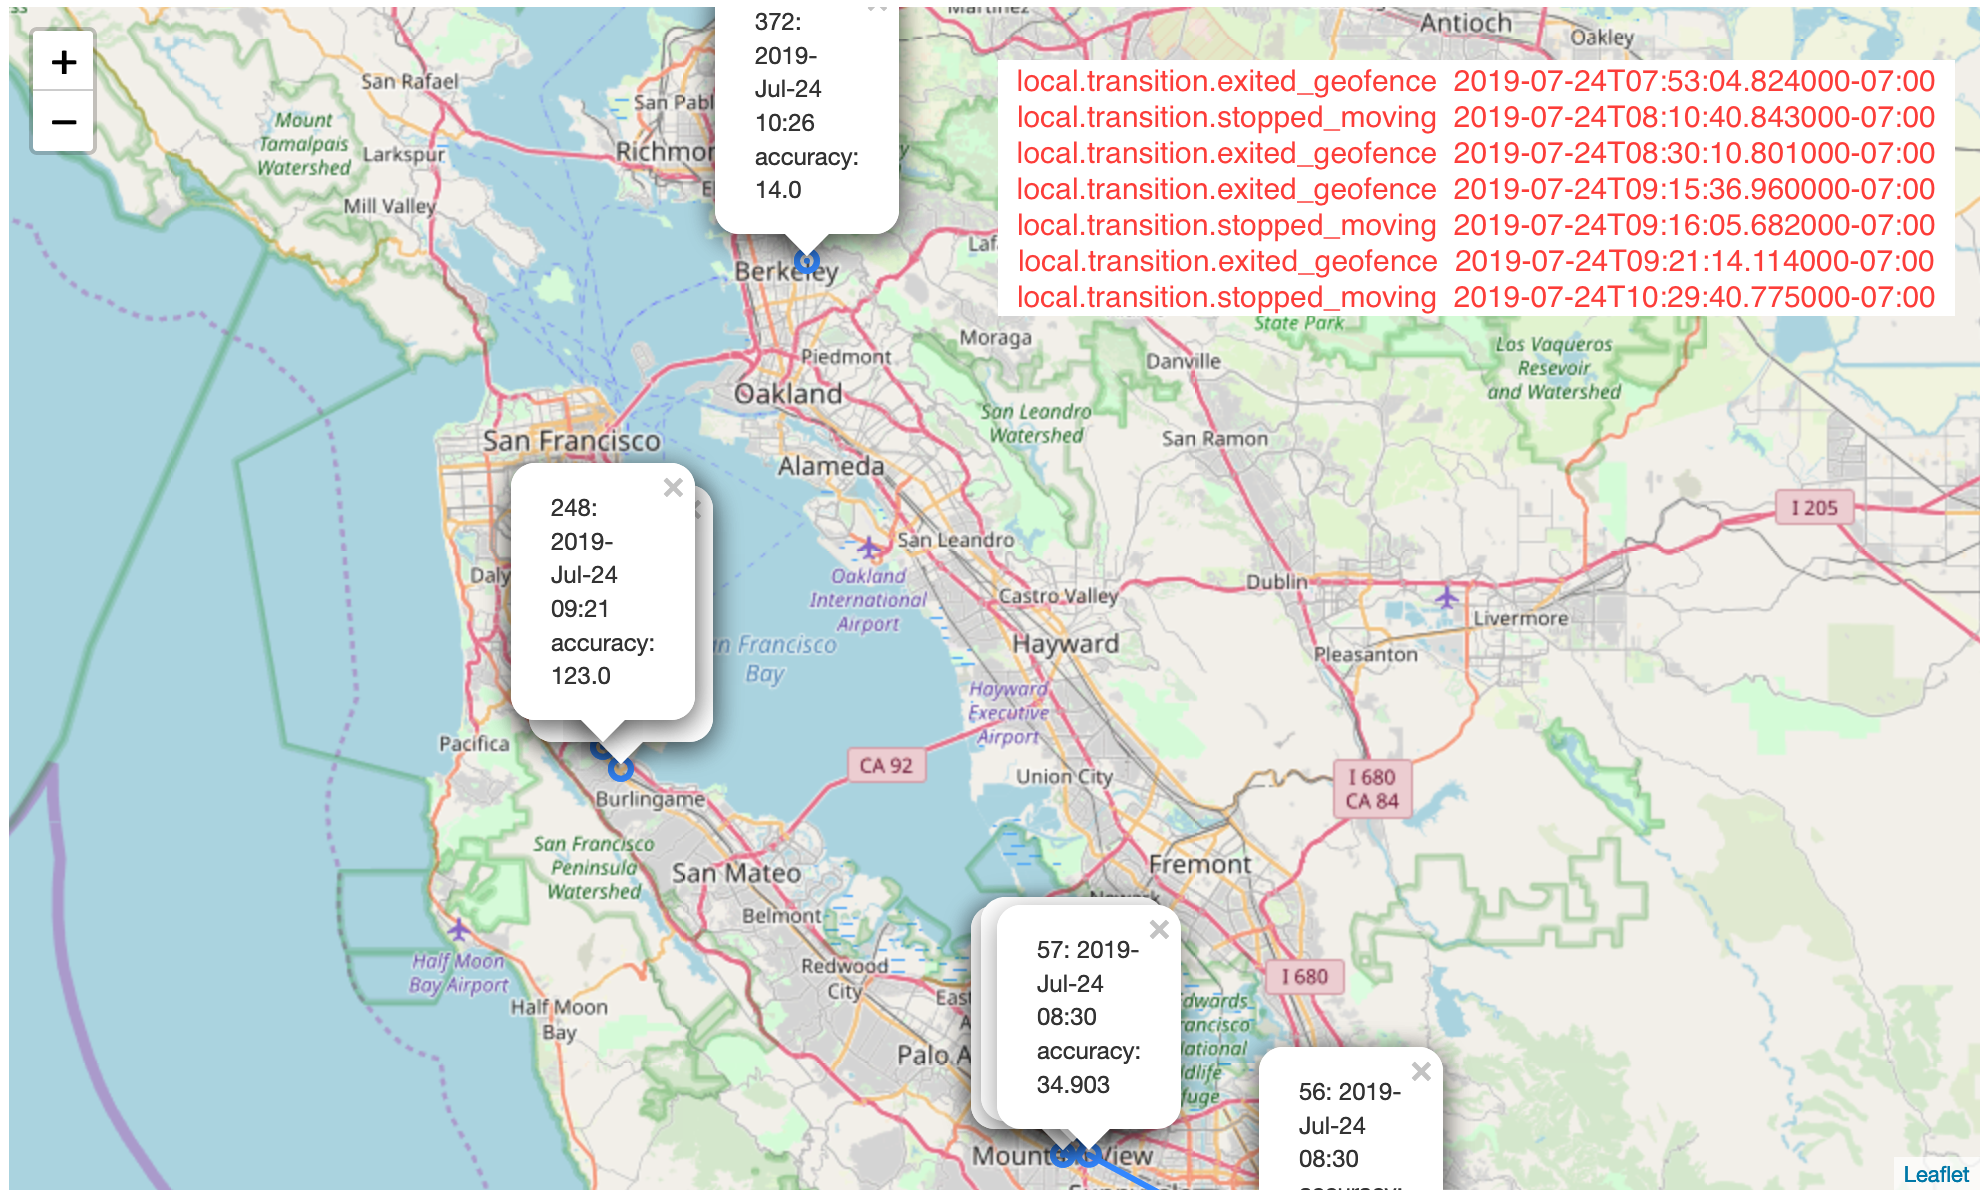 +
−
372:
2019-
Jul-24
10:26
accuracy:
14.0
local.transition.exited_geofence 2019-07-24T07:53:04.824000-07:00
local.transition.stopped_moving 2019-07-24T08:10:40.843000-07:00
local.transition.exited_geofence 2019-07-24T08:30:10.801000-07:00
local.transition.exited_geofence 2019-07-24T09:15:36.960000-07:00
local.transition.stopped_moving 2019-07-24T09:16:05.682000-07:00
local.transition.exited_geofence 2019-07-24T09:21:14.114000-07:00
local.transition.stopped_moving 2019-07-24T10:29:40.775000-07:00
Antioch
Oakley
San Rafael
San Pabl
Mount
Tamalpais
Watershed
Larkspur
Richmor
Mill Valley
Berkeley
Moraga
State Park
Los Vaqueros
Resevoir
and Watershed
Piedmont
Danville
Oakland
San Leandro
Watershed
San Francisco
San Ramon
Alameda
248:
2019-
Jul-24
09:21
accuracy:
123.0
I 205
San Leandro
Oakland
International
Airport
Daly
Castro Valley
Dublin
Livermore
Hayward
Pleasanton
an Francisco
Bay
Hayward
Executive
Airport
Pacifica
CA 92
Union City
I 680
CA 84
Burlingame
San Francisco
Peninsula
Watershed
San Mateo
Fremont
Newark
Belmont
57: 2019-
Jul-24
08:30
accuracy:
34.903
Half Moon
Bay Airport
Redwood
City
East
I 680
Half Moon
Bay
dwards
rancisco
National
dlife
fuge
Palo A
56: 2019-
Jul-24
08:30
accuracy:
Mountain View
Leaflet